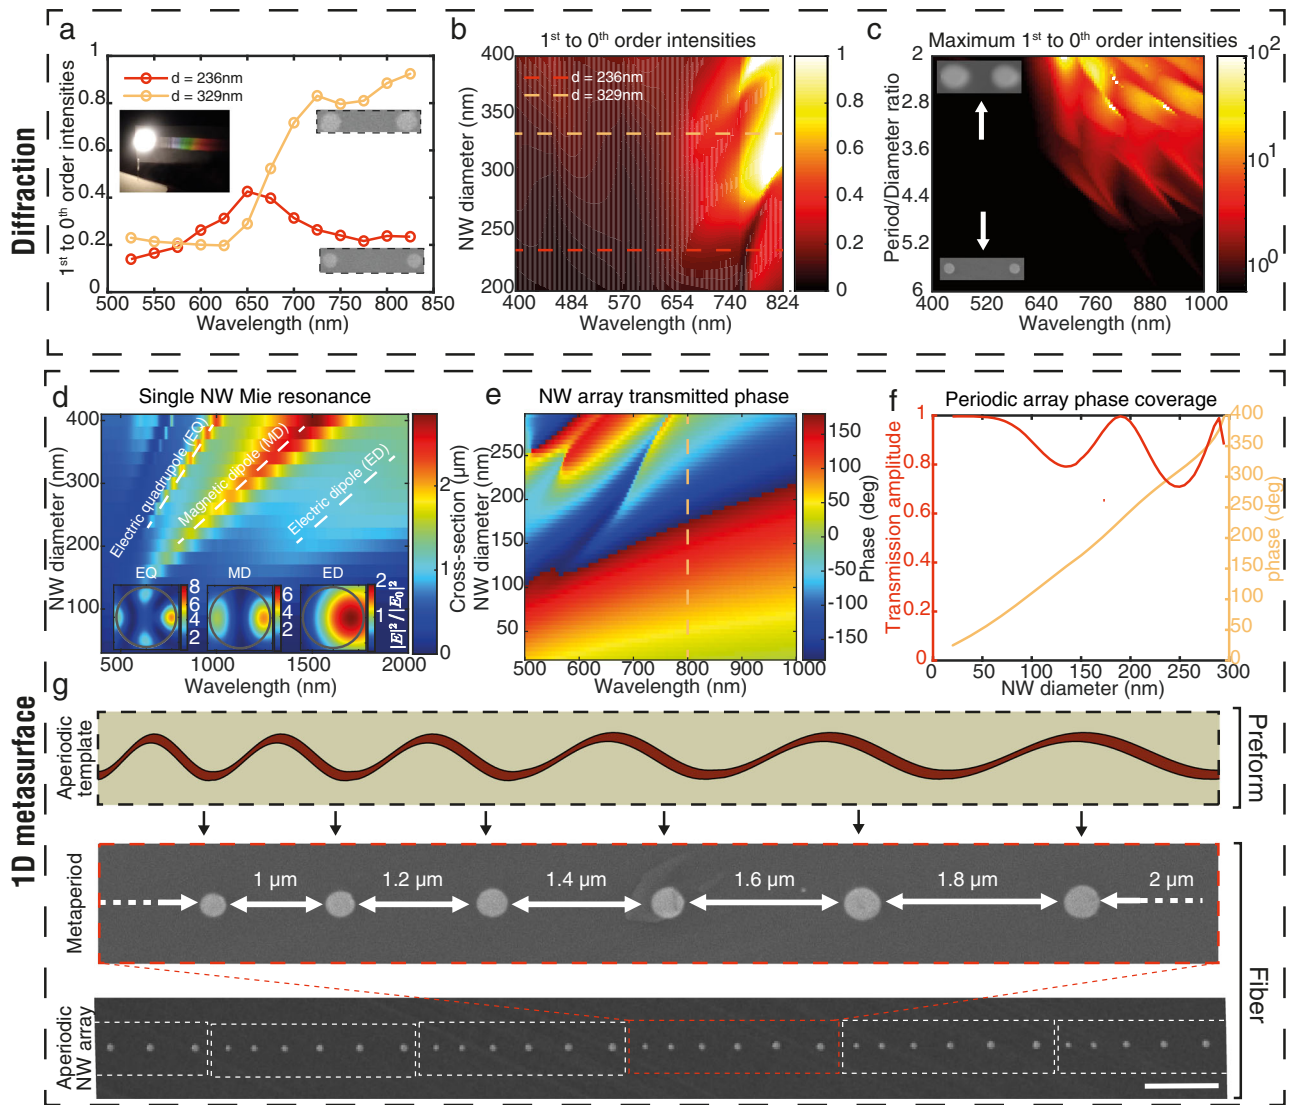 Diffraction
a
1st to 0th order intensities
1
0.8
0.6
0.4
0.2
0
d = 236nm
d = 329nm
500 550 600 650 700 750 800 850
Wavelength (nm)
b
1st to 0th order intensities
NW diameter (nm)
400
350
300
250
200
d = 236nm
d = 329nm
400 484 570 654 740 824
Wavelength (nm)
1
0.8
0.6
0.4
0.2
0
c
Maximum 1st to 0th order intensities
Period/Diameter ratio
2
2.8
3.6
4.4
5.2
6
400 520 640 760 880 1000
Wavelength (nm)
10^2
10^1
10^0
1D metasurface
d
Single NW Mie resonance
NW diameter (nm)
400
300
200
100
Electric quadrupole (EQ)
Magnetic dipole (MD)
Electric dipole (ED)
EQ
MD
ED
8
6
4
2
6
4
2
2
1
|E|²/|E₀|²
500 1000 1500 2000
Wavelength (nm)
2
1
0
Cross-section (μm)
e
NW array transmitted phase
NW diameter (nm)
250
200
150
100
50
500 600 700 800 900 1000
Wavelength (nm)
150
100
50
0
-50
-100
-150
Phase (deg)
f
Periodic array phase coverage
Transmission amplitude
1
0.8
0.6
0.4
0.2
0
0 50 100 150 200 250 300
NW diameter (nm)
400
350
300
250
200
150
100
50
0
phase (deg)
g
Aperiodic
template
Preform
Metaperiod
1 μm
1.2 μm
1.4 μm
1.6 μm
1.8 μm
2 μm
Aperiodic
NW array
Fiber